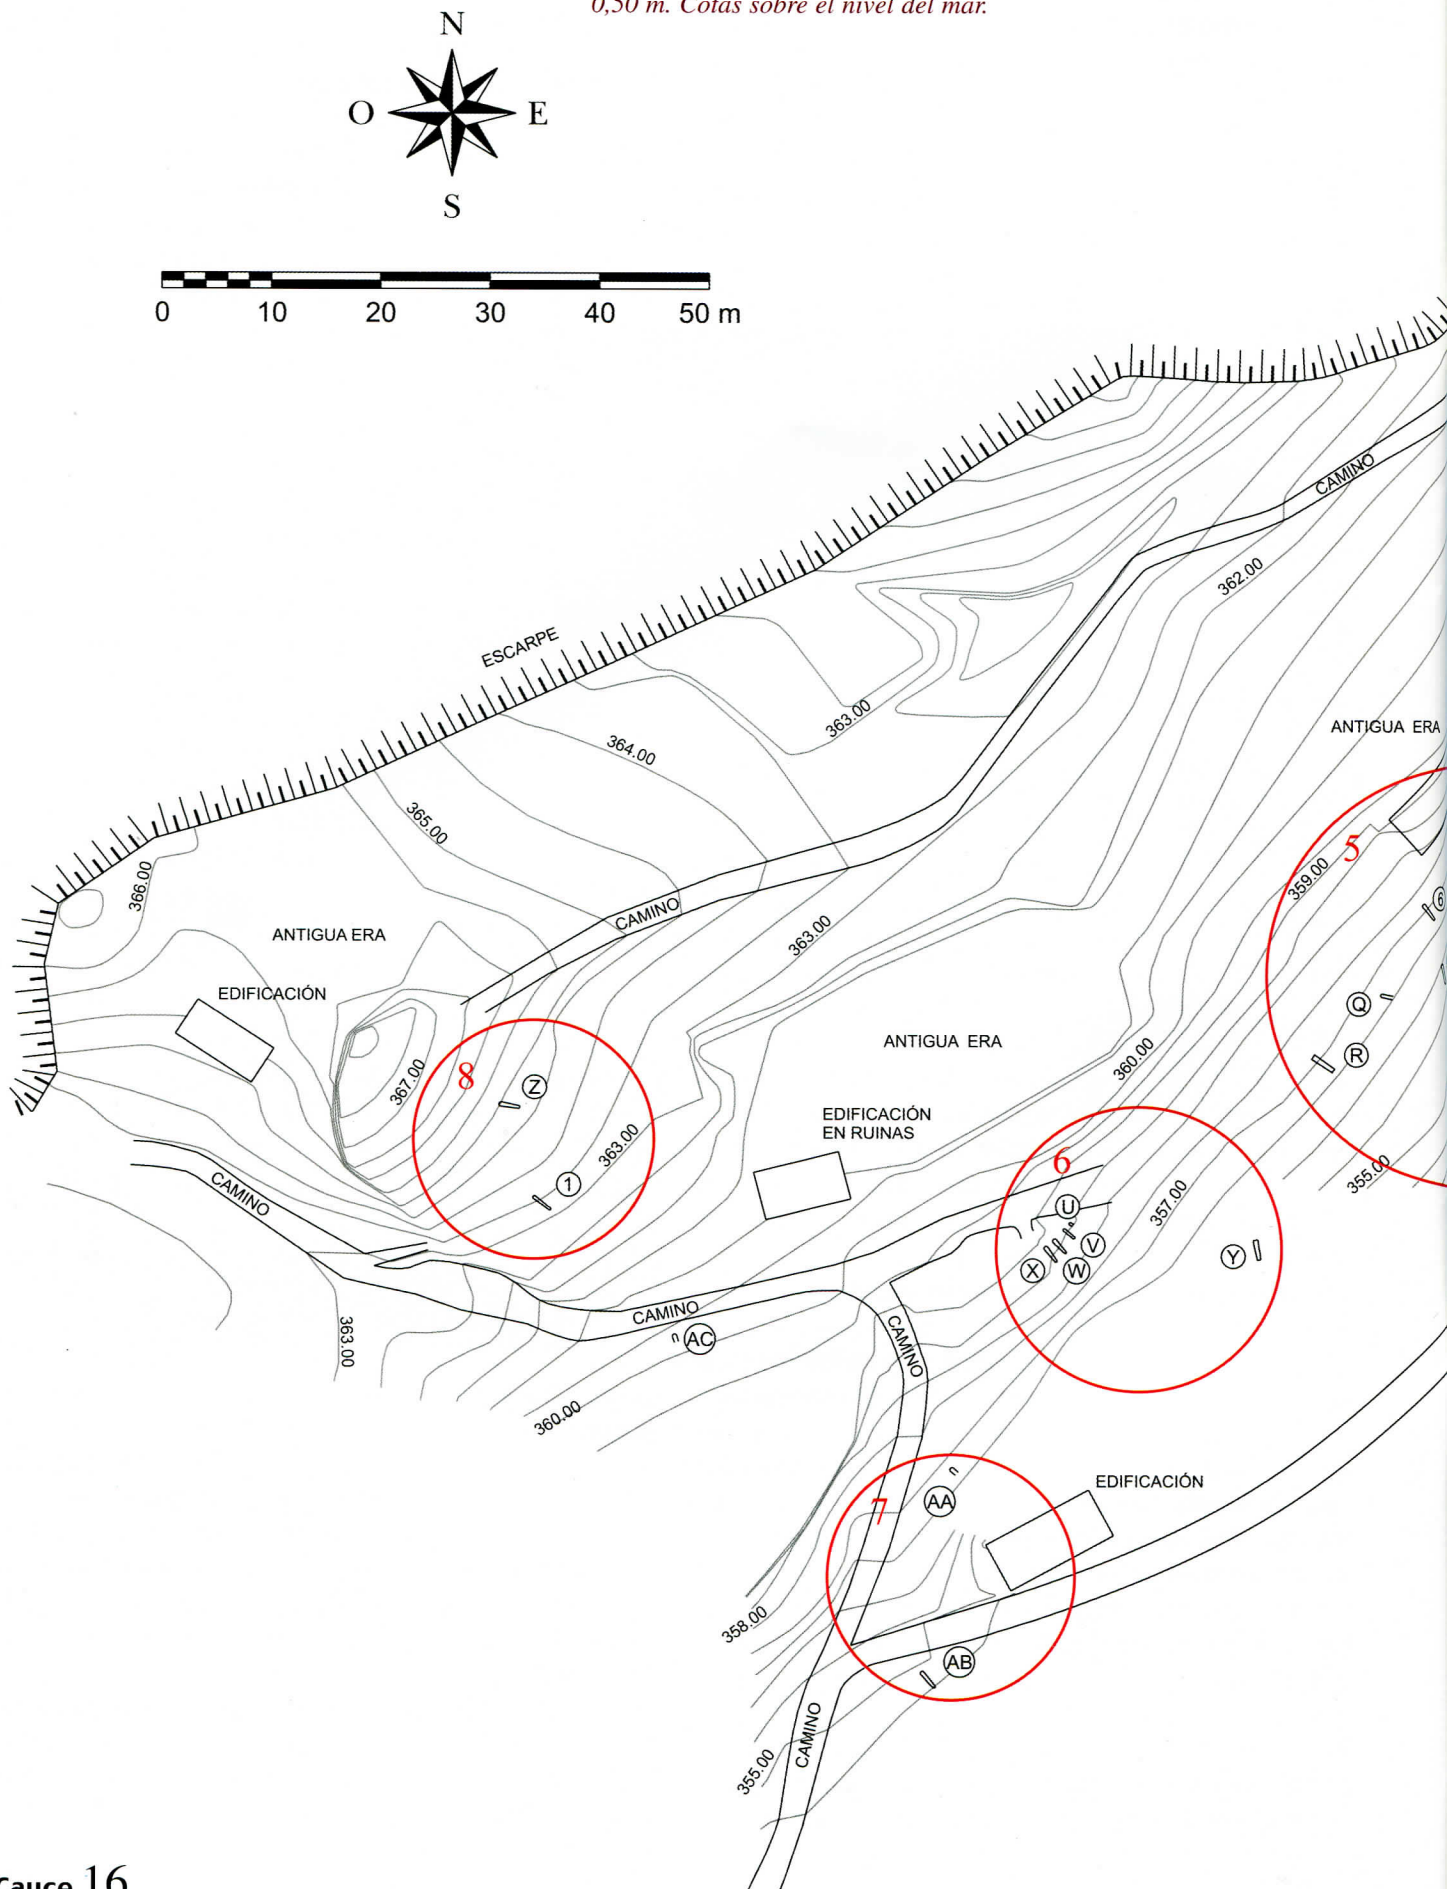 0,50 m. Cotas sobre el nivel del mar.
N
O
E
S
0 10 20 30 40 50 m
CAMINO
362.00
ESCARPE
363.00
364.00
ANTIGUA ERA
365.00
5
359.00
366.00
6
CAMINO
ANTIGUA ERA
363.00
EDIFICACIÓN
Q
ANTIGUA ERA
R
360.00
367.00
8
Z
EDIFICACIÓN
EN RUINAS
363.00
6
355.00
1
CAMINO
U
357.00
V
Y
X
W
CAMINO
363.00
AC
CAMINO
360.00
EDIFICACIÓN
AA
7
358.00
AB
CAMINO
355.00
Cauce 16